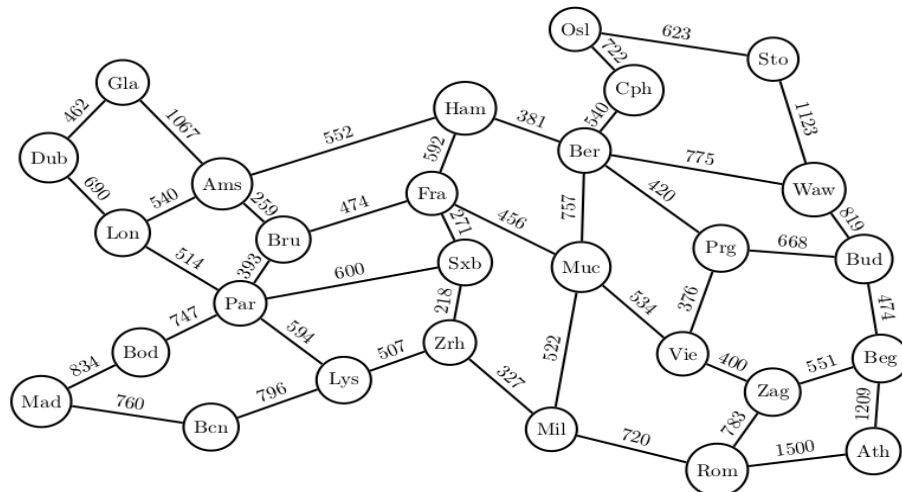 Osl
623
Sto
722
Gla
Cph
462
1067
Ham
381
540
1123
552
Dub
592
Ber
775
690
540
Ams
Fra
Waw
259
474
271
456
757
420
819
Lon
Bru
Prg
668
Bud
514
393
600
Sxb
Muc
376
474
Par
218
534
747
594
522
Vie
Bod
Zrh
400
551
Beg
834
507
327
Mad
760
796
Lys
Zag
1209
Bcn
Mil
720
783
1500
Ath
Rom